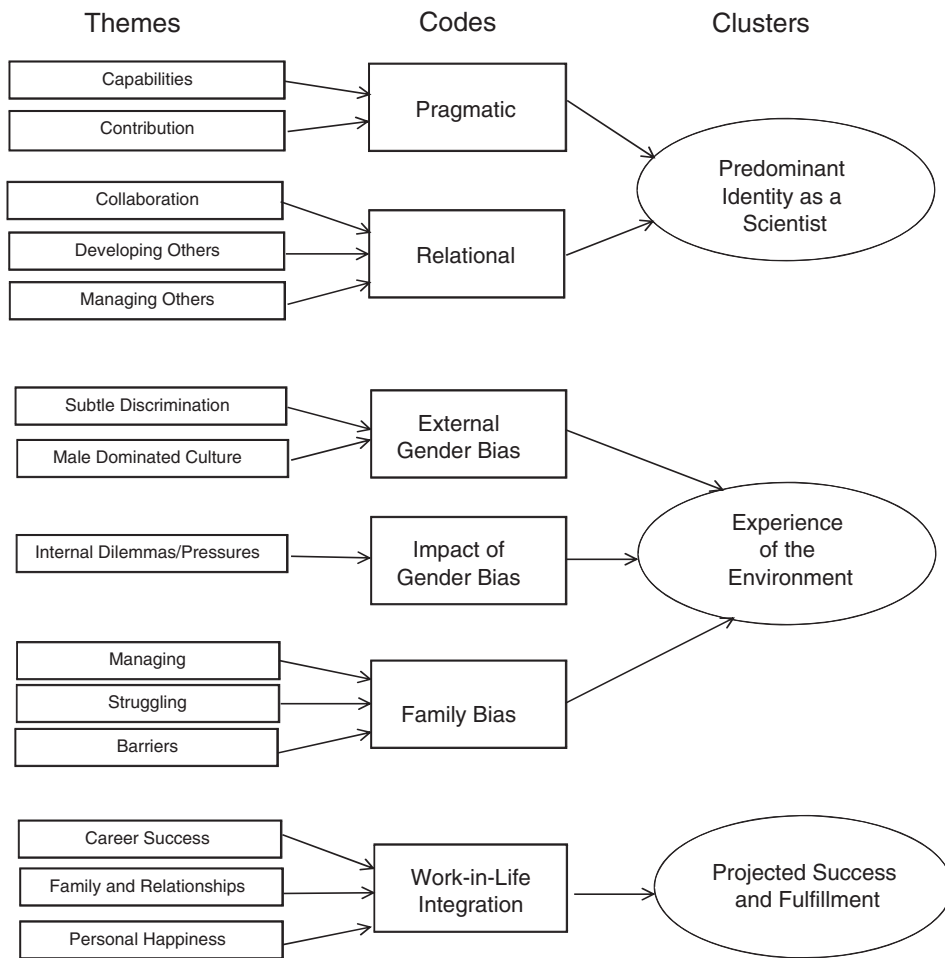 Themes
Codes
Clusters
Capabilities
Contribution
Pragmatic
Collaboration
Developing Others
Managing Others
Relational
Predominant
Identity as a
Scientist
Subtle Discrimination
Male Dominated Culture
External
Gender Bias
Internal Dilemmas/Pressures
Impact of
Gender Bias
Managing
Struggling
Barriers
Family Bias
Experience
of the
Environment
Career Success
Family and Relationships
Personal Happiness
Work-in-Life
Integration
Projected Success
and Fulfillment